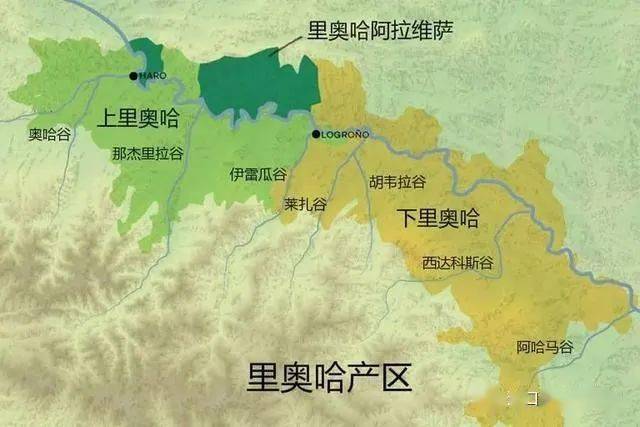 里奥哈阿拉维萨
HARO
上里奥哈
奥哈谷
LOGROÑO
那杰里拉谷
伊雷瓜谷
胡韦拉谷
莱扎谷
下里奥哈
西达科斯谷
阿哈马谷
里奥哈产区